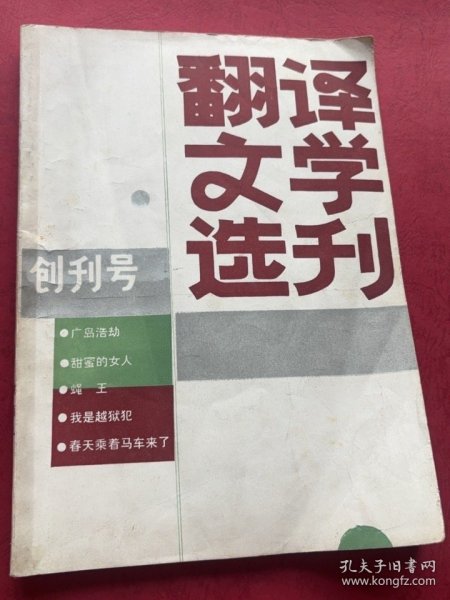 翻译
文学
选刊
创刊号
●广岛浩劫
●甜蜜的女人
●蝇 王
●我是越狱犯
●春天乘着马车来了
孔夫子旧书网
www.kongfz.com